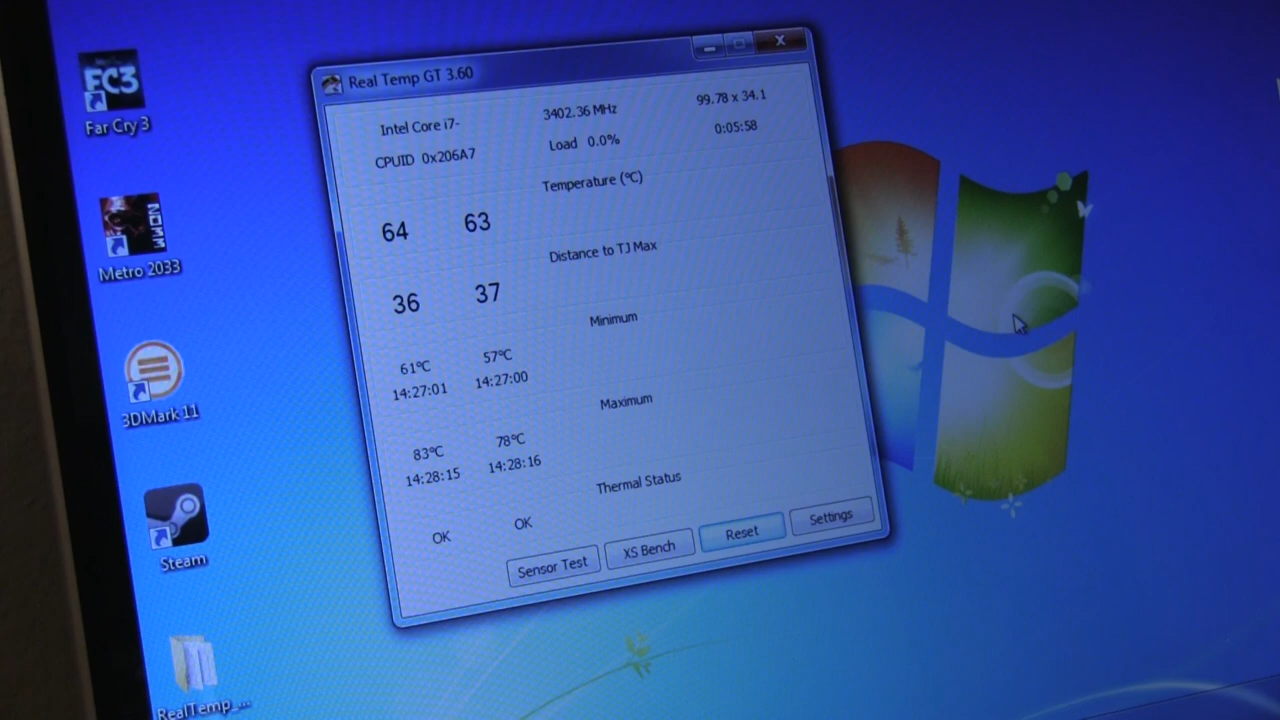 FC3
Far Cry 3
Metro 2033
3DMark 11
Steam
RealTemp_...
Real Temp GT 3.60
Intel Core i7-
3402.36 MHz
99.78 x 34.1
CPUID 0x206A7
Load 0.0%
0:05:58
Temperature (°C)
64 63
Distance to TJ Max
36 37
Minimum
61°C 57°C
14:27:01 14:27:00
Maximum
83°C 78°C
14:28:15 14:28:16
Thermal Status
OK OK
Sensor Test
XS Bench
Reset
Settings